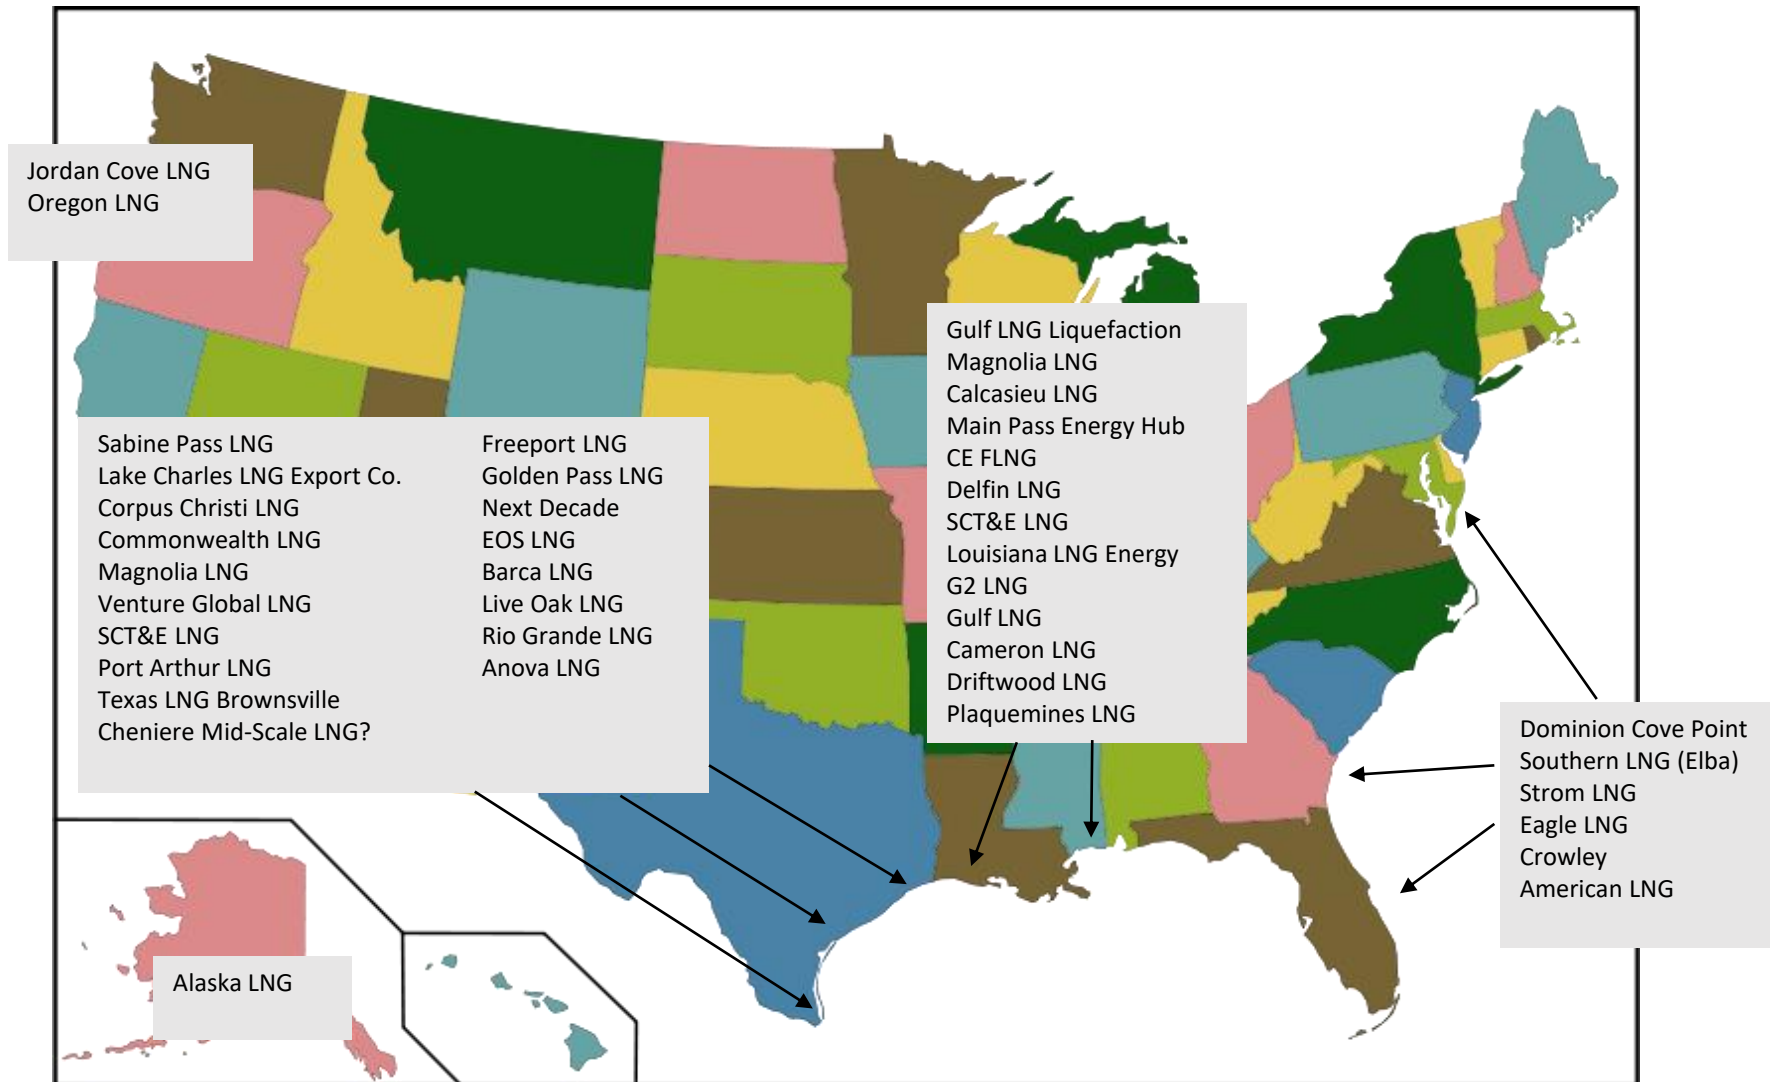 Jordan Cove LNG
Oregon LNG
Gulf LNG Liquefaction
Magnolia LNG
Calcasieu LNG
Main Pass Energy Hub
CE FLNG
Delfin LNG
SCT&E LNG
Louisiana LNG Energy
G2 LNG
Gulf LNG
Cameron LNG
Driftwood LNG
Plaquemines LNG
Sabine Pass LNG
Lake Charles LNG Export Co.
Corpus Christi LNG
Commonwealth LNG
Magnolia LNG
Venture Global LNG
SCT&E LNG
Port Arthur LNG
Texas LNG Brownsville
Cheniere Mid-Scale LNG?
Freeport LNG
Golden Pass LNG
Next Decade
EOS LNG
Barca LNG
Live Oak LNG
Rio Grande LNG
Anova LNG
Dominion Cove Point
Southern LNG (Elba)
Strom LNG
Eagle LNG
Crowley
American LNG
Alaska LNG